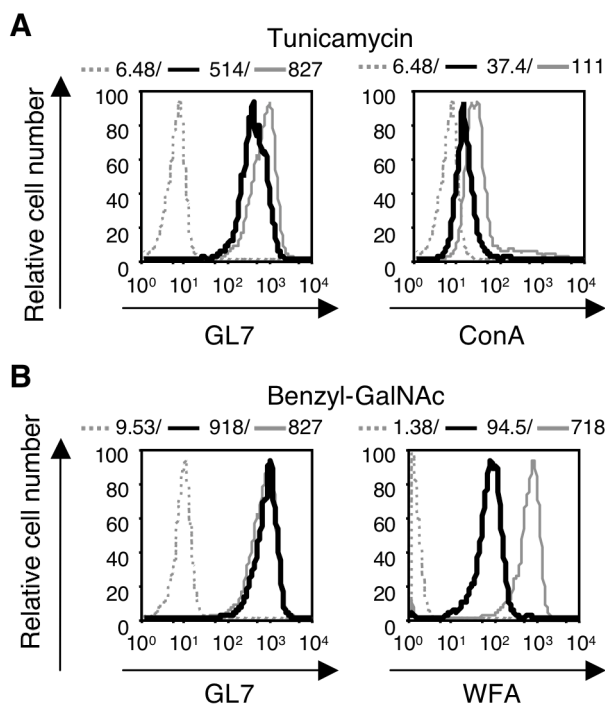 A
Tunicamycin
6.48/ 514/ 827
6.48/ 37.4/ 111
Relative cell number
100
80
60
40
20
0
10⁰ 10¹ 10² 10³ 10⁴
GL7
100
80
60
40
20
0
10⁰ 10¹ 10² 10³ 10⁴
ConA
B
Benzyl-GalNAc
9.53/ 918/ 827
1.38/ 94.5/ 718
Relative cell number
100
80
60
40
20
0
10⁰ 10¹ 10² 10³ 10⁴
GL7
100
80
60
40
20
0
10⁰ 10¹ 10² 10³ 10⁴
WFA